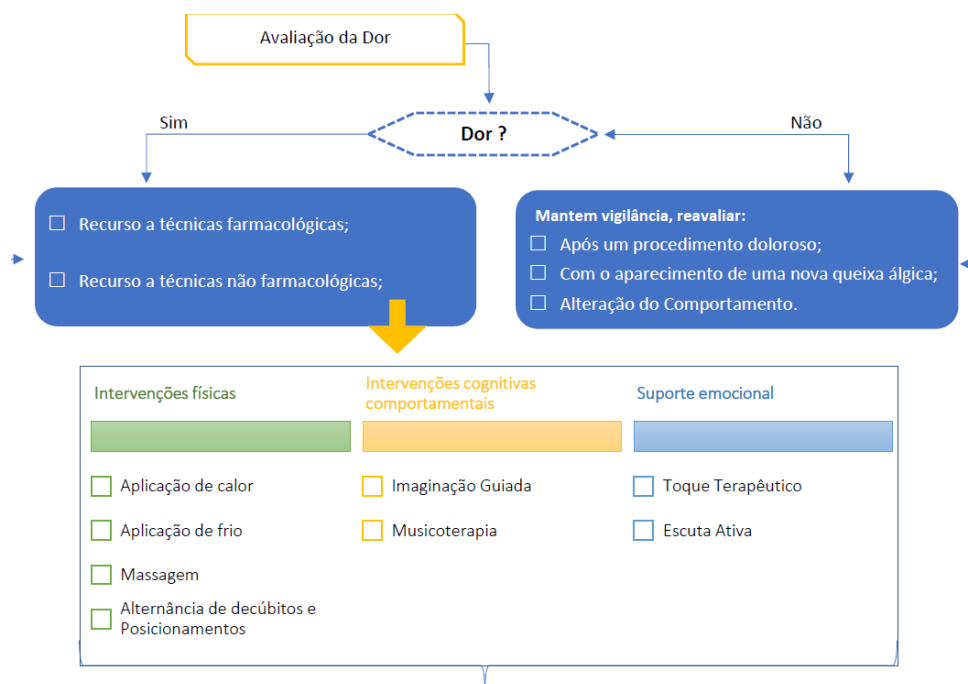 Avaliação da Dor
Sim
Dor ?
Não
Recurso a técnicas farmacológicas;
Recurso a técnicas não farmacológicas;
Mantem vigilância, reavaliar:
Após um procedimento doloroso;
Com o aparecimento de uma nova queixa álgica;
Alteração do Comportamento.
Intervenções físicas
Aplicação de calor
Aplicação de frio
Massagem
Alternância de decúbitos e
Posicionamentos
Intervenções cognitivas
comportamentais
Imaginação Guiada
Musicoterapia
Suporte emocional
Toque Terapêutico
Escuta Ativa